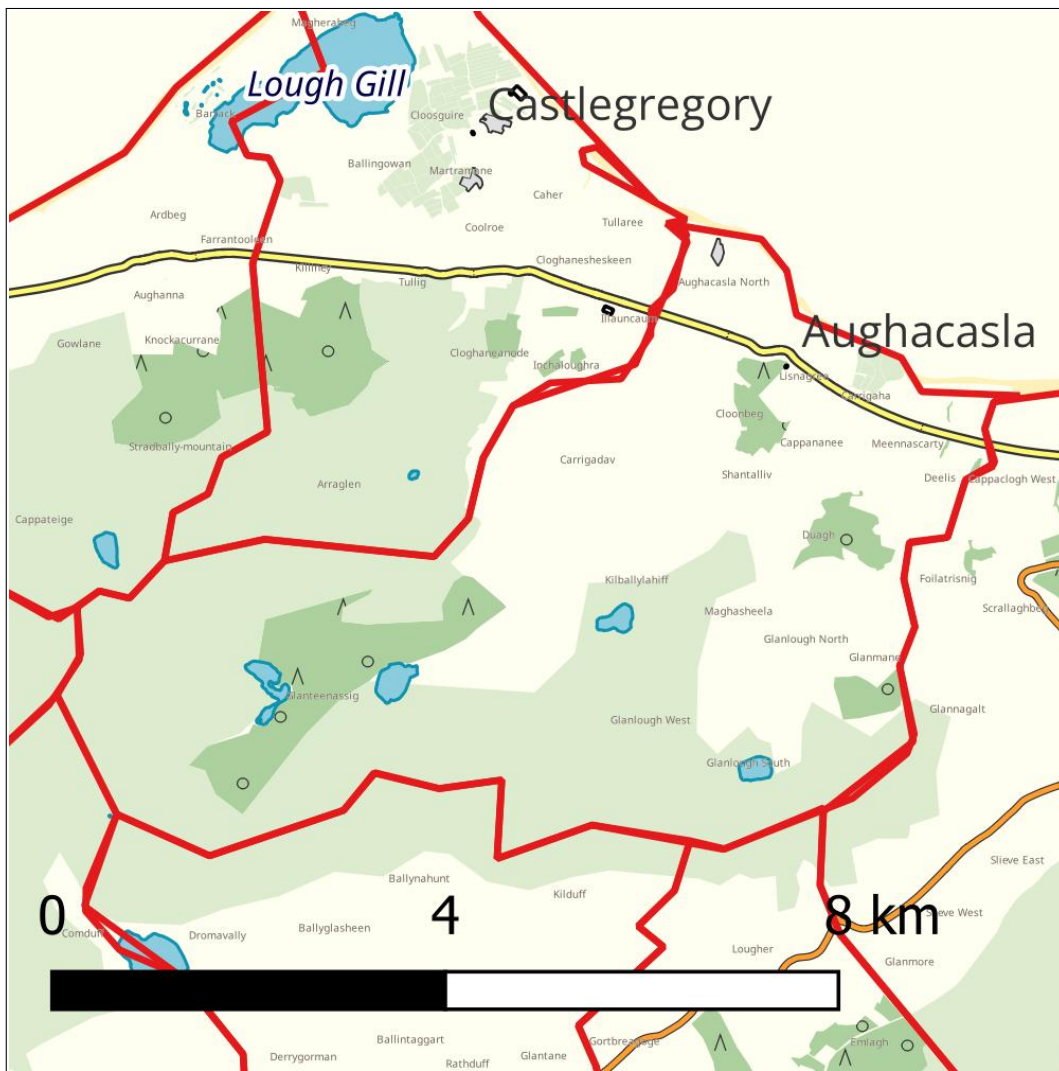 Magherabeg
Lough Gill
Castlegregory
Cloosguire
Barrack
Ballingowan
Martramane
Caher
Ardbeg
Tullaree
Coolroe
Farrantooleen
Cloghanesheskeen
Killiney
Tullig
Aughacasla North
Aughanna
Illauncaum
Aughacasla
Gowlane
Knockacurrane
Cloghaneanode
Inchaloughra
Lisnagree
Carrigaha
Cloonbeg
Stradbally-mountain
Cappananee
Meennascarty
Carrigadav
Shantalliv
Arraglen
Deelis
Cappaclogh West
Cappateige
Duagh
Kilballylahiff
Foilatrisnig
Maghasheela
Scrallaghbeg
Glanlough North
Glanmane
Glanteenassig
Glanlough West
Glannagalt
Glanlough South
Slieve East
Ballynahunt
Kilduff
0 4 8 km
Slieve West
Comduff
Dromavally
Ballyglasheen
Lougher
Glanmore
Ballintaggart
Gortbreagoge
Emlagh
Derrygorman
Rathduff
Glantane